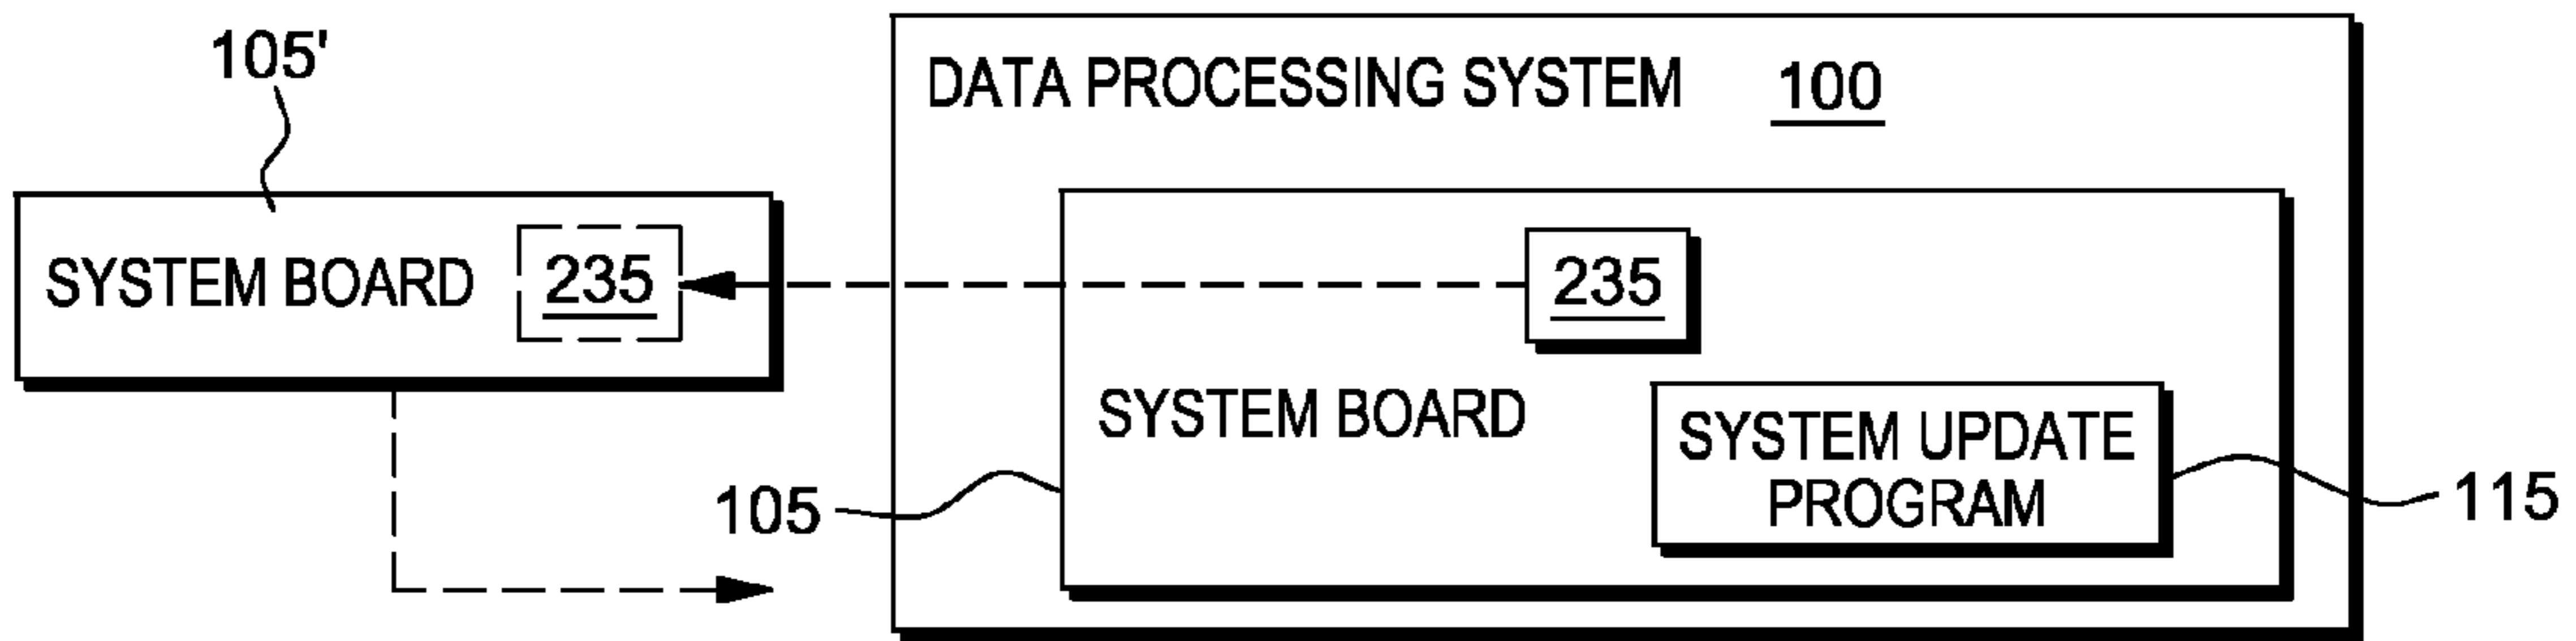 105'
DATA PROCESSING SYSTEM 100
SYSTEM BOARD 235
235
SYSTEM BOARD
SYSTEM UPDATE
PROGRAM
105
115